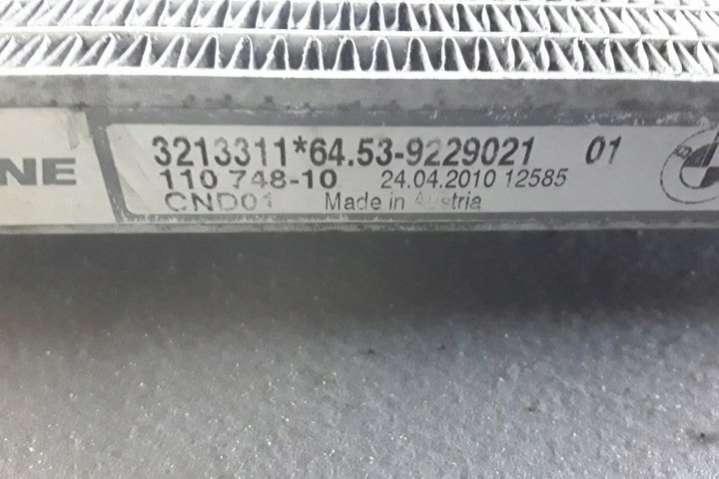 NE
3213311*64.53-9229021 01
110 748-10 24.04.2010 12585
CND01 Made in Austria